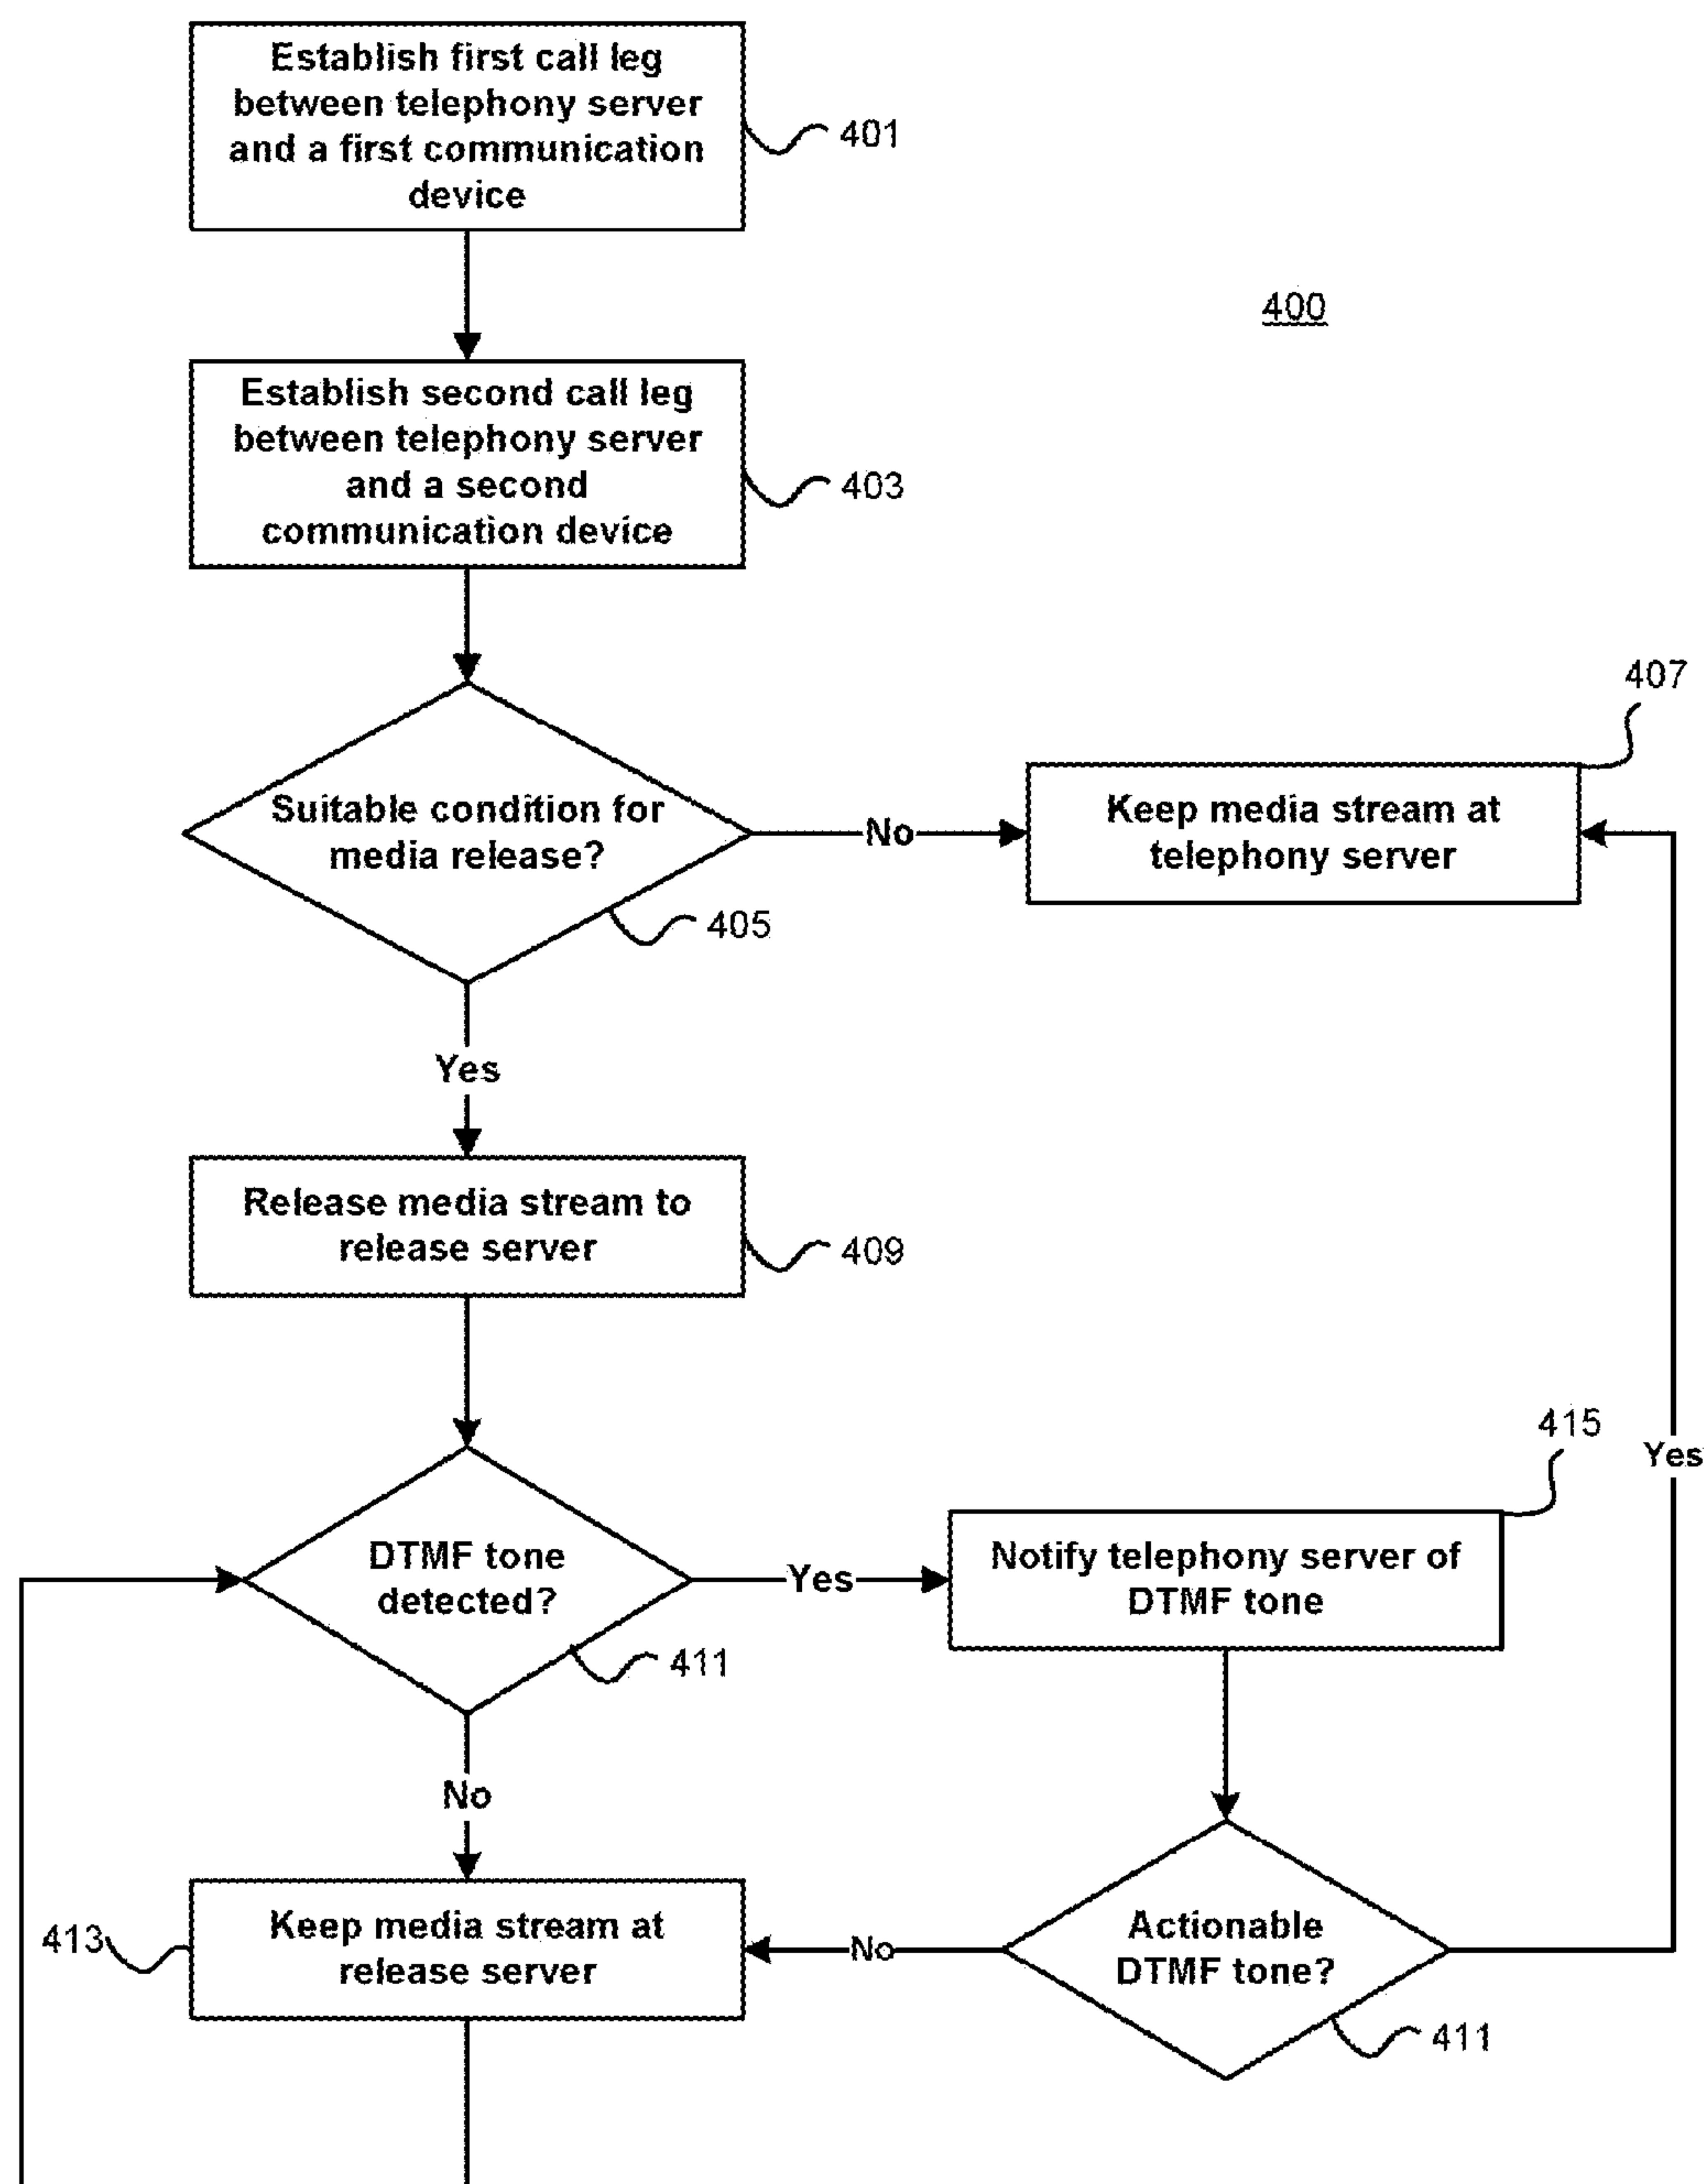 Establish first call leg
between telephony server
and a first communication
device
401
400
Establish second call leg
between telephony server
and a second
communication device
403
407
Suitable condition for
media release?
No
Keep media stream at
telephony server
405
Yes
Release media stream to
release server
409
415
Yes
DTMF tone
detected?
Yes
Notify telephony server of
DTMF tone
411
No
413
Keep media stream at
release server
No
Actionable
DTMF tone?
411